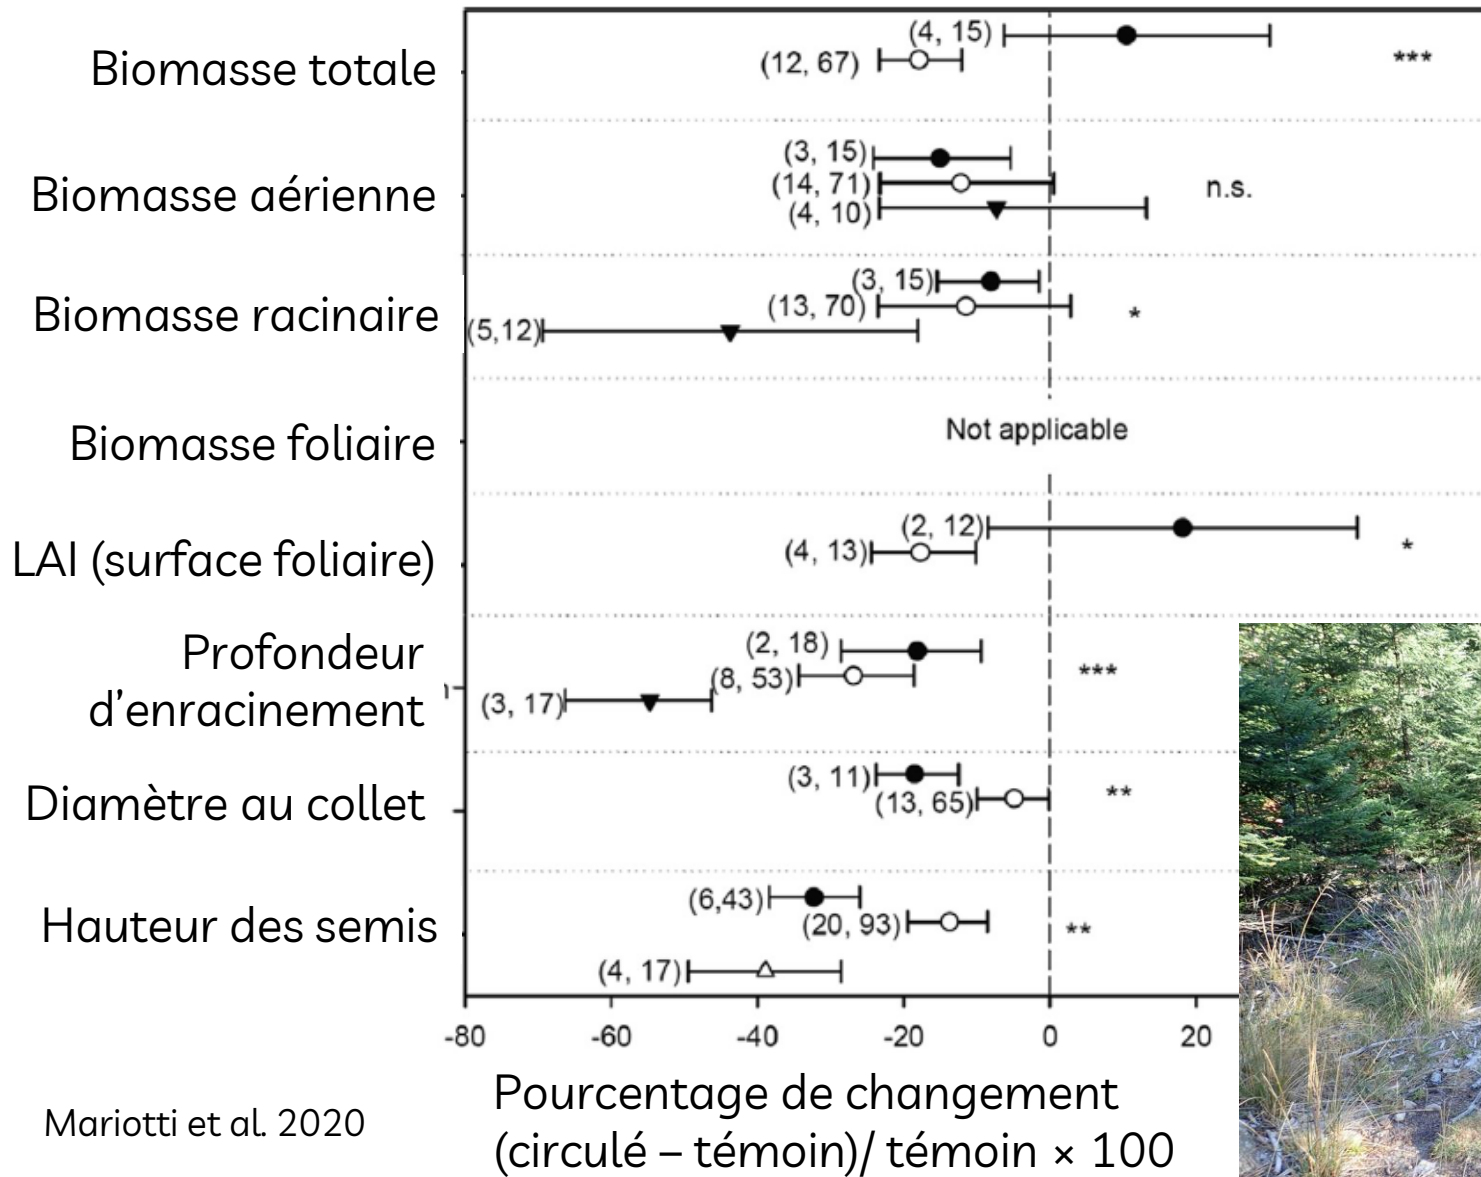 Biomasse totale
(4, 15)
(12, 67)
***
Biomasse aérienne
(3, 15)
(14, 71)
(4, 10)
n.s.
Biomasse racinaire
(3, 15)
(13, 70)
(5,12)
*
Biomasse foliaire
Not applicable
LAI (surface foliaire)
(2, 12)
(4, 13)
*
Profondeur
d'enracinement
(2, 18)
(8, 53)
(3, 17)
***
Diamètre au collet
(3, 11)
(13, 65)
**
Hauteur des semis
(6,43)
(20, 93)
(4, 17)
**
-80 -60 -40 -20 0 20
Pourcentage de changement
(circulé – témoin)/ témoin × 100
Mariotti et al. 2020